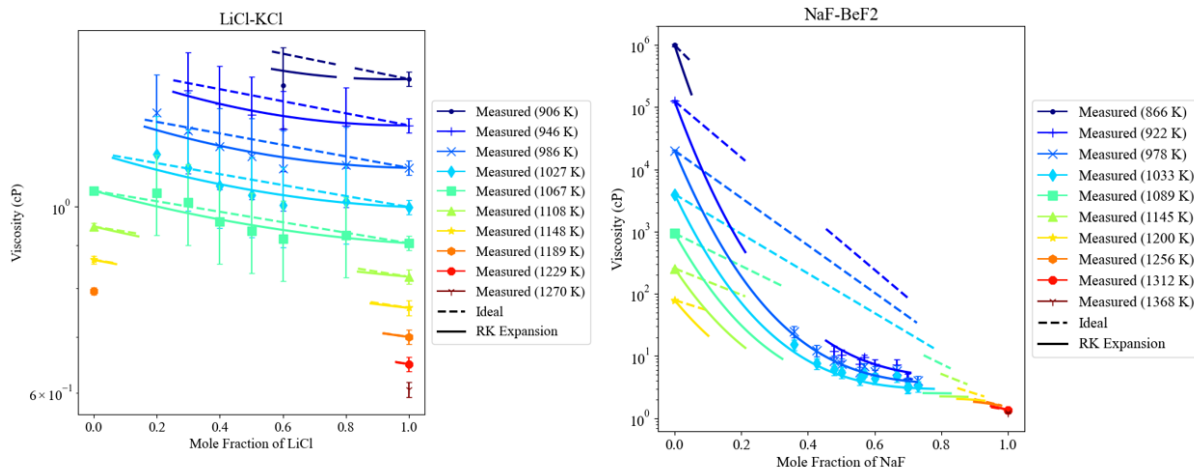 LiCl-KCl
Viscosity (cP)
10^0
6 × 10^-1
0.0 0.2 0.4 0.6 0.8 1.0
Mole Fraction of LiCl
Measured (906 K)
Measured (946 K)
Measured (986 K)
Measured (1027 K)
Measured (1067 K)
Measured (1108 K)
Measured (1148 K)
Measured (1189 K)
Measured (1229 K)
Measured (1270 K)
Ideal
RK Expansion
NaF-BeF2
Viscosity (cP)
10^6
10^5
10^4
10^3
10^2
10^1
10^0
0.0 0.2 0.4 0.6 0.8 1.0
Mole Fraction of NaF
Measured (866 K)
Measured (922 K)
Measured (978 K)
Measured (1033 K)
Measured (1089 K)
Measured (1145 K)
Measured (1200 K)
Measured (1256 K)
Measured (1312 K)
Measured (1368 K)
Ideal
RK Expansion